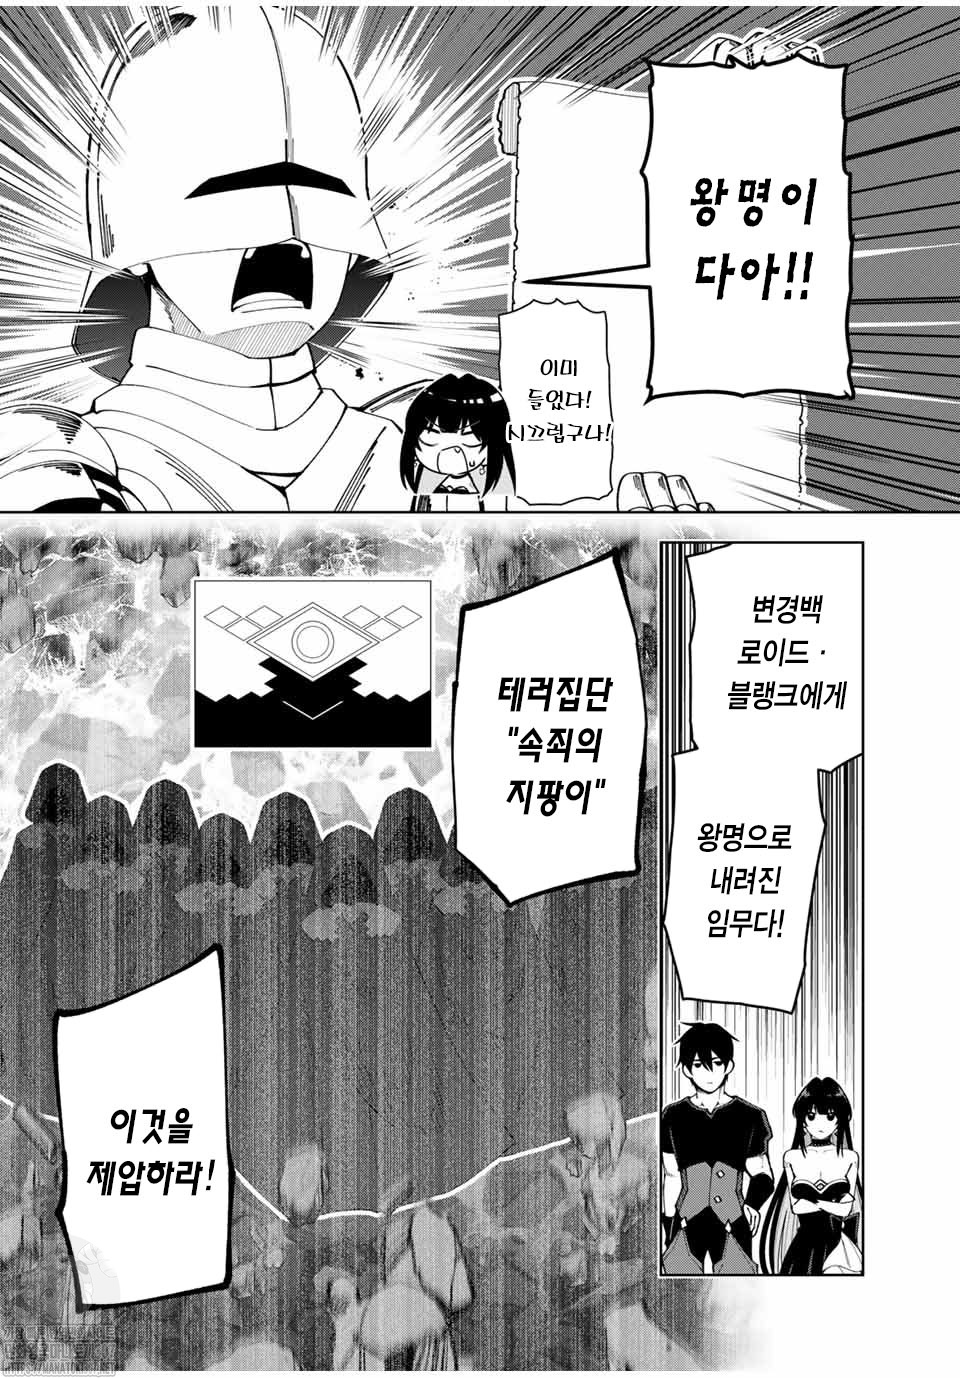 왕명이
다아!!
이미
들었다!
시끄럽구나!
변경백
로이드·
블랭크에게
왕명으로
내려진
임무다!
테러집단
"속죄의
지팡이"
이것을
제압하라!